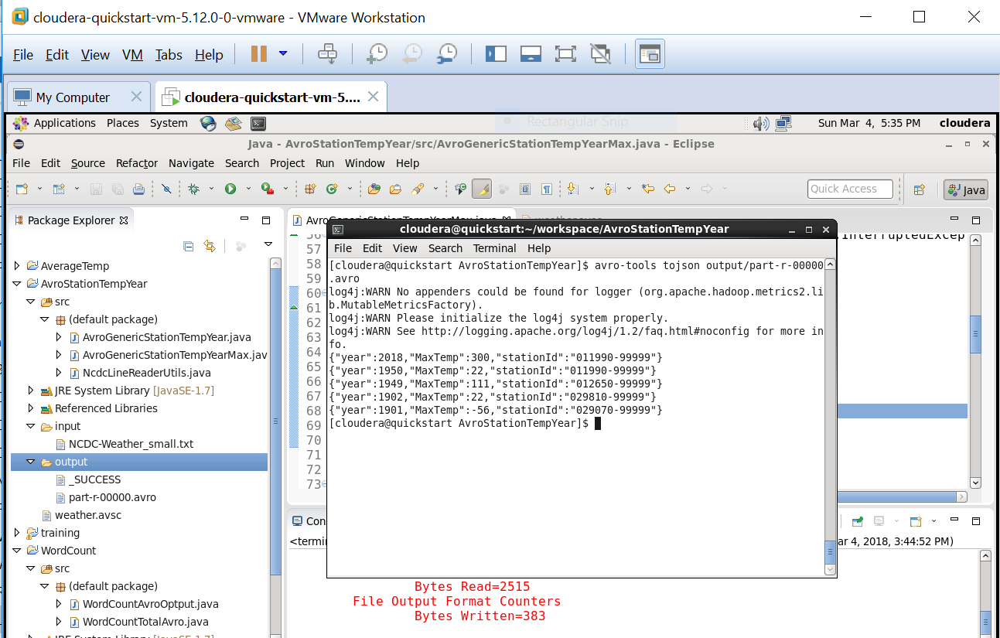 cloudera-quickstart-vm-5.12.0-0-vmware - VMware Workstation
File Edit View VM Tabs Help
My Computer
cloudera-quickstart-vm-5....
Applications Places System
Rectangular Snip
Sun Mar 4, 5:35 PM cloudera
Java - AvroStationTempYear/src/AvroGenericStationTempYearMax.java - Eclipse
File Edit Source Refactor Navigate Search Project Run Window Help
Quick Access
Java
Package Explorer
AverageTemp
AvroStationTempYear
src
(default package)
AvroGenericStationTempYear.java
AvroGenericStationTempYearMax.jav
NcdcLineReaderUtils.java
JRE System Library [JavaSE-1.7]
Referenced Libraries
input
NCDC-Weather_small.txt
output
_SUCCESS
part-r-00000.avro
weather.avsc
training
WordCount
src
(default package)
WordCountAvroOptput.java
WordCountTotalAvro.java
JRE System Library [JavaSE-1.7]
AvroGenericStationTempYearMax.java
weather.avsc
InterruptedExcep
56
57
58
59
60
61
62
63
64
65
66
67
68
69
70
71
72
73
cloudera@quickstart:~/workspace/AvroStationTempYear
File Edit View Search Terminal Help
[cloudera@quickstart AvroStationTempYear]$ avro-tools tojson output/part-r-00000
.avro
log4j:WARN No appenders could be found for logger (org.apache.hadoop.metrics2.li
b.MutableMetricsFactory).
log4j:WARN Please initialize the log4j system properly.
log4j:WARN See http://logging.apache.org/log4j/1.2/faq.html#noconfig for more in
fo.
{"year":2018,"MaxTemp":300,"stationId":"011990-99999"}
{"year":1950,"MaxTemp":22,"stationId":"011990-99999"}
{"year":1949,"MaxTemp":111,"stationId":"012650-99999"}
{"year":1902,"MaxTemp":22,"stationId":"029810-99999"}
{"year":1901,"MaxTemp":-56,"stationId":"029070-99999"}
[cloudera@quickstart AvroStationTempYear]$
Con
<termi
ar 4, 2018, 3:44:52 PM)
Bytes Read=2515
File Output Format Counters
Bytes Written=383